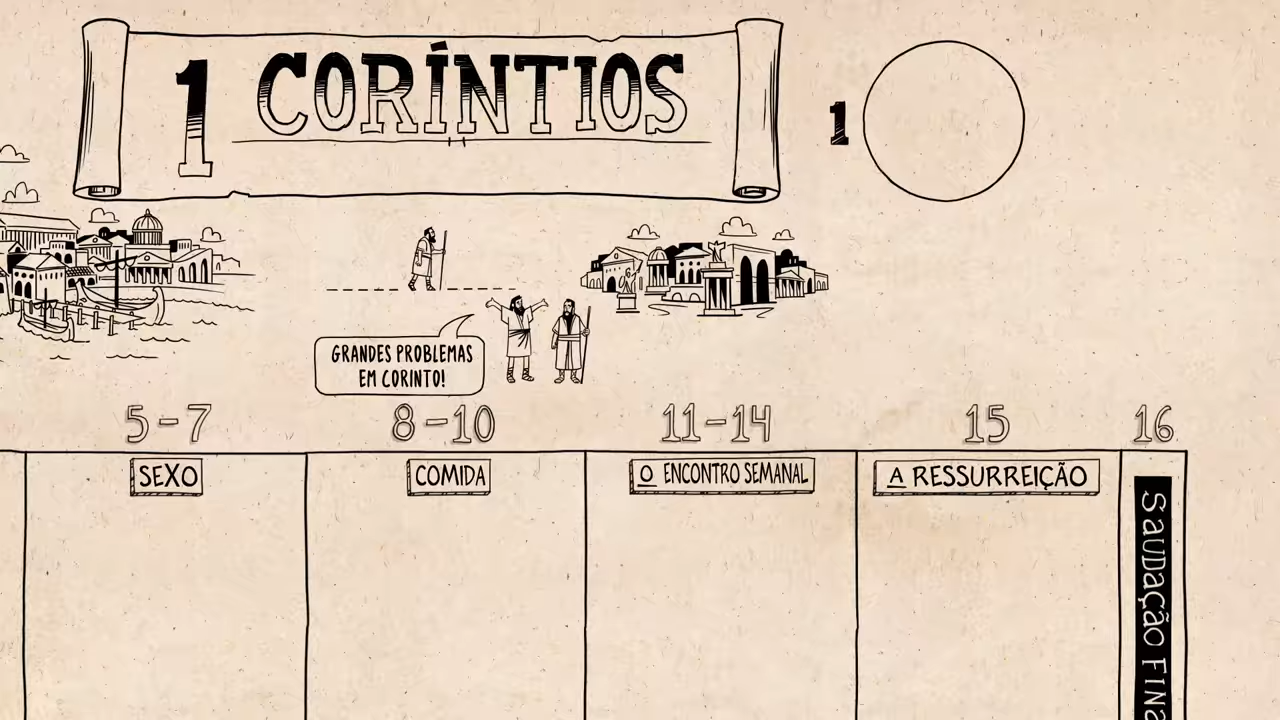 1 CORÍNTIOS
1
GRANDES PROBLEMAS
EM CORINTO!
5-7
8-10
11-14
15
16
SEXO
COMIDA
O ENCONTRO SEMANAL
A RESSURREIÇÃO
SAUDAÇÃO FINA